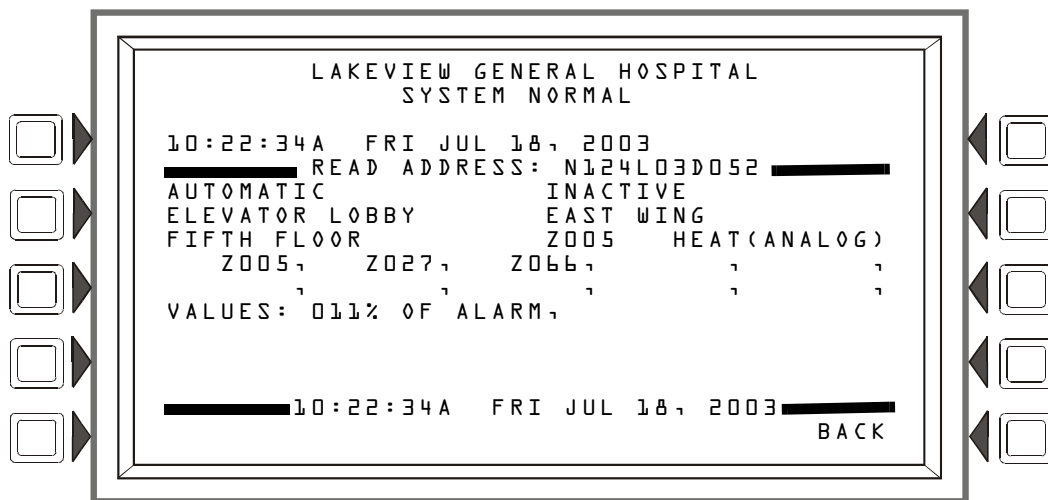 LAKEVIEW GENERAL HOSPITAL
SYSTEM NORMAL
10:22:34A FRI JUL 18, 2003
READ ADDRESS: N124L03D052
AUTOMATIC INACTIVE
ELEVATOR LOBBY EAST WING
FIFTH FLOOR Z005 HEAT(ANALOG)
Z005, Z027, Z066, , ,
, , , , ,
VALUES: 011% OF ALARM,
10:22:34A FRI JUL 18, 2003
BACK